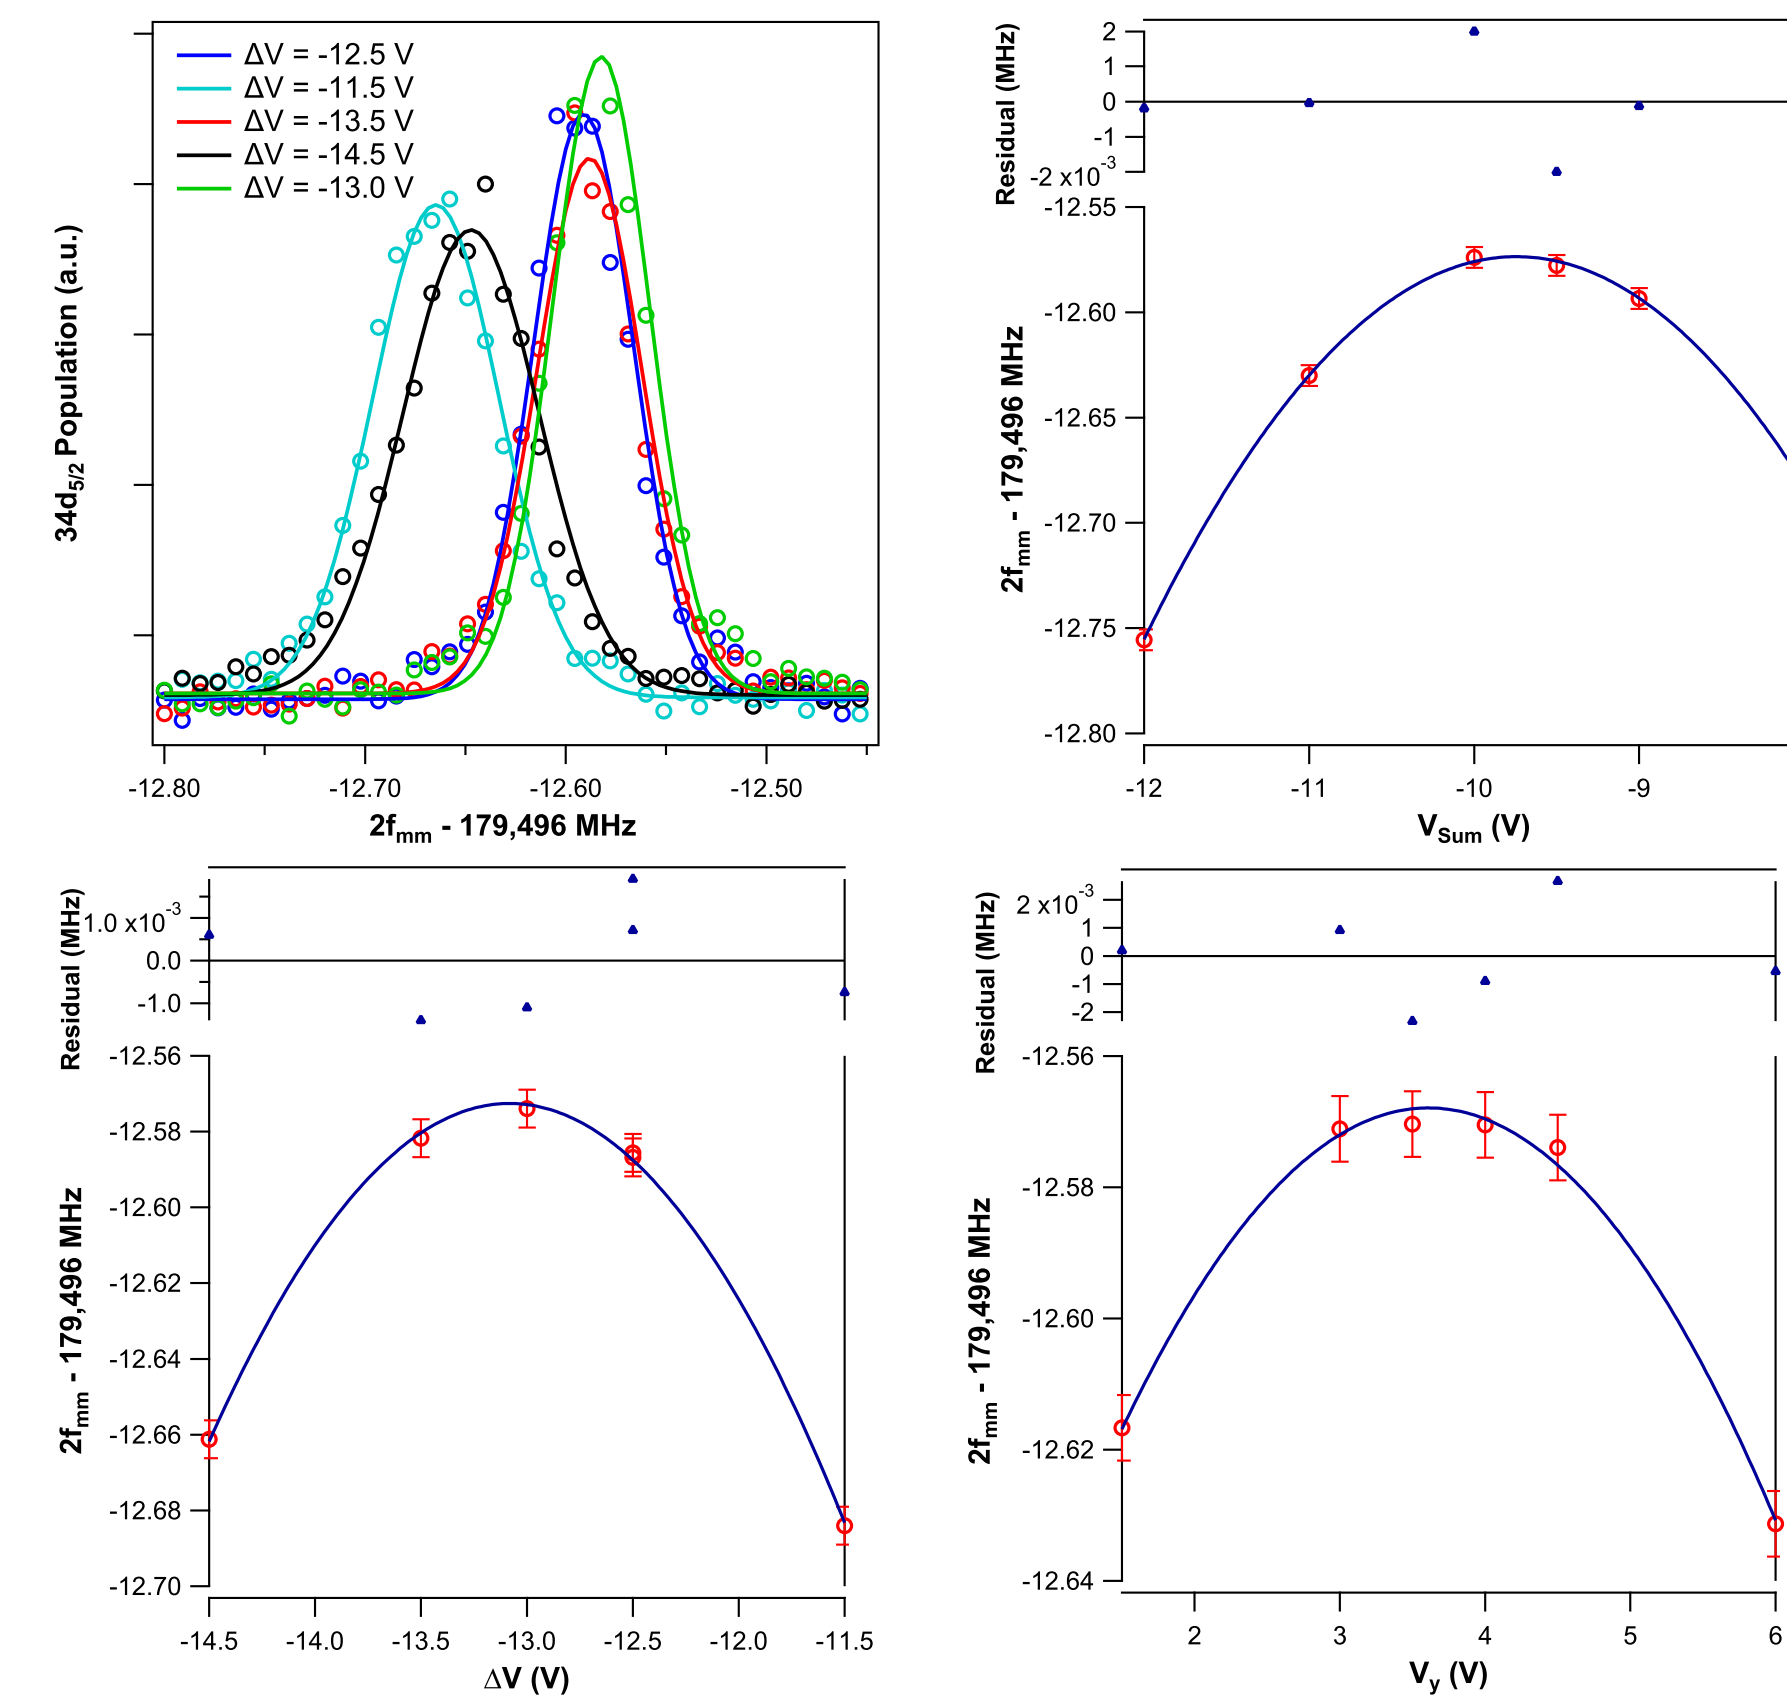 ΔV = -12.5 V
ΔV = -11.5 V
ΔV = -13.5 V
ΔV = -14.5 V
ΔV = -13.0 V
34d5/2 Population (a.u.)
-12.80 -12.70 -12.60 -12.50
2fmm - 179,496 MHz
Residual (MHz)
2
1
0
-1
-2 x10-3
2fmm - 179,496 MHz
-12.55
-12.60
-12.65
-12.70
-12.75
-12.80
-12 -11 -10 -9
VSum (V)
Residual (MHz)
1.0 x10-3
0.0
-1.0
2fmm - 179,496 MHz
-12.56
-12.58
-12.60
-12.62
-12.64
-12.66
-12.68
-12.70
-14.5 -14.0 -13.5 -13.0 -12.5 -12.0 -11.5
ΔV (V)
Residual (MHz)
2 x10-3
1
0
-1
-2
2fmm - 179,496 MHz
-12.56
-12.58
-12.60
-12.62
-12.64
2 3 4 5 6
Vy (V)